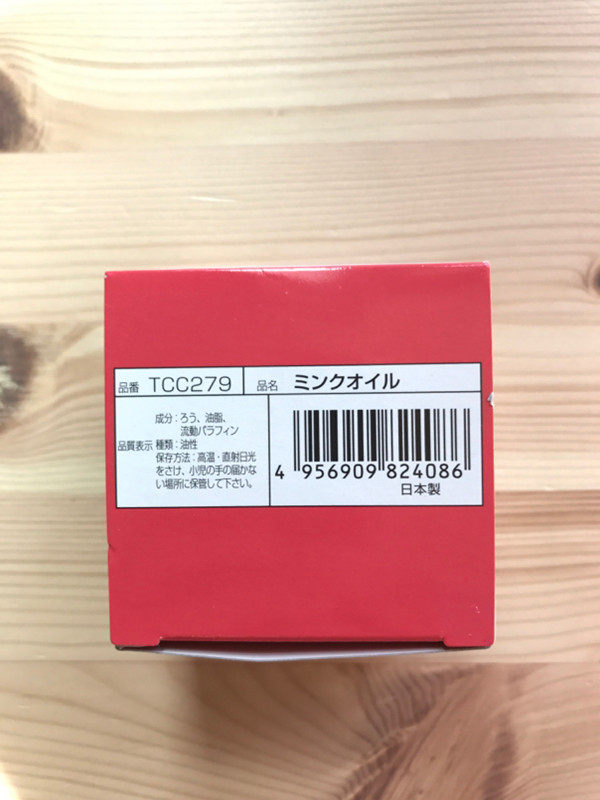 品番 TCC279 品名 ミンクオイル
成分：ろう、油脂、
流動パラフィン
品質表示 種類：油性
保存方法：高温・直射日光
をさけ、小児の手の届かな
い場所に保管して下さい。
4 956909 824086
日本製